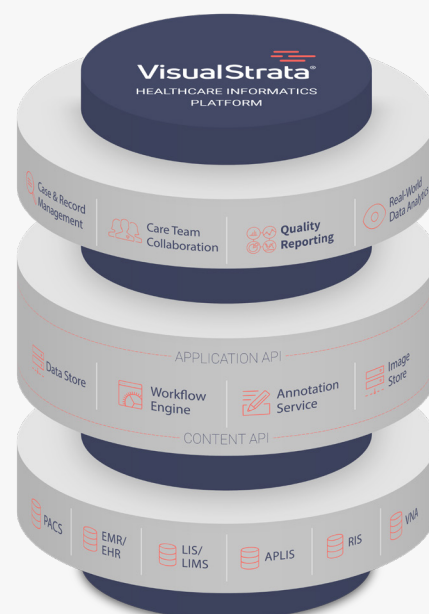 VisualStrata®
HEALTHCARE INFORMATICS
PLATFORM
Case & Record
Management
Care Team
Collaboration
Quality
Reporting
Real-World
Data Analytics
APPLICATION API
Data Store
Workflow
Engine
Annotation
Service
Image
Store
CONTENT API
PACS
EMR/
EHR
LIS/
LIMS
APLIS
RIS
VNA